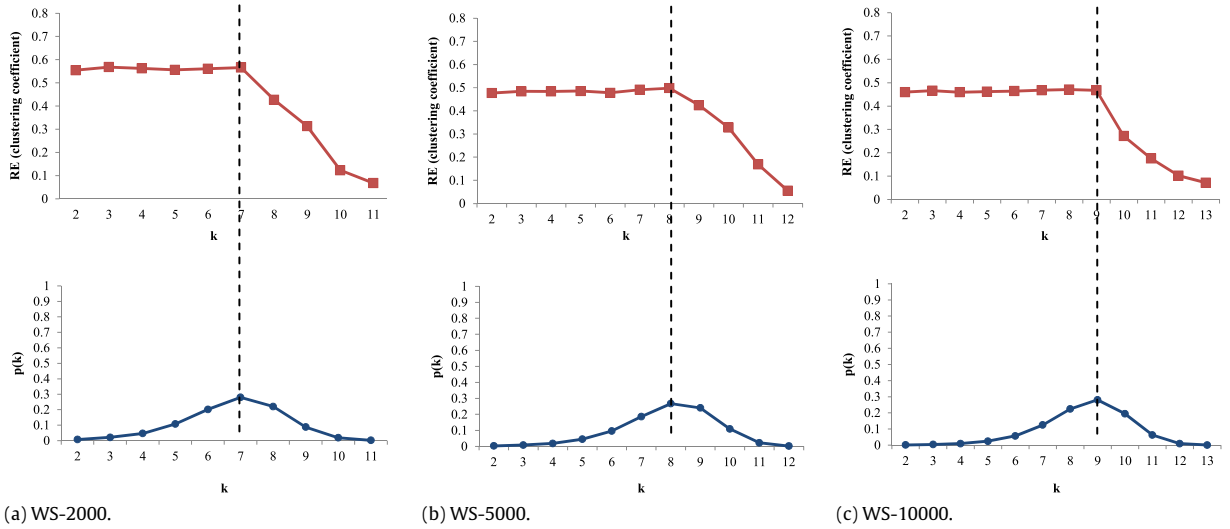 RE (clustering coefficient)
0.8
0.7
0.6
0.5
0.4
0.3
0.2
0.1
0
2 3 4 5 6 7 8 9 10 11
k
p(k)
1
0.9
0.8
0.7
0.6
0.5
0.4
0.3
0.2
0.1
0
2 3 4 5 6 7 8 9 10 11
k
(a) WS-2000.
RE (clustering coefficient)
0.8
0.7
0.6
0.5
0.4
0.3
0.2
0.1
0
2 3 4 5 6 7 8 9 10 11 12
k
p(k)
1
0.9
0.8
0.7
0.6
0.5
0.4
0.3
0.2
0.1
0
2 3 4 5 6 7 8 9 10 11 12
k
(b) WS-5000.
RE (clustering coefficient)
0.8
0.7
0.6
0.5
0.4
0.3
0.2
0.1
0
2 3 4 5 6 7 8 9 10 11 12 13
k
p(k)
1
0.9
0.8
0.7
0.6
0.5
0.4
0.3
0.2
0.1
0
2 3 4 5 6 7 8 9 10 11 12 13
k
(c) WS-10000.